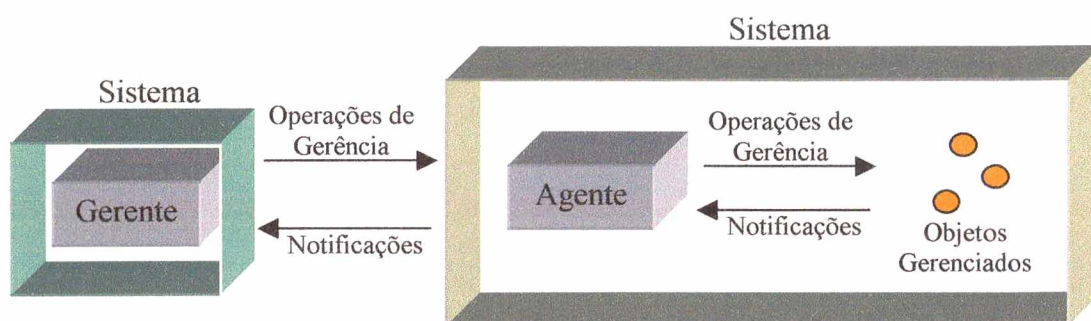 Sistema
Sistema
Operações de
Gerência
Gerente
Notificações
Agente
Operações de
Gerência
Notificações
Objetos
Gerenciados